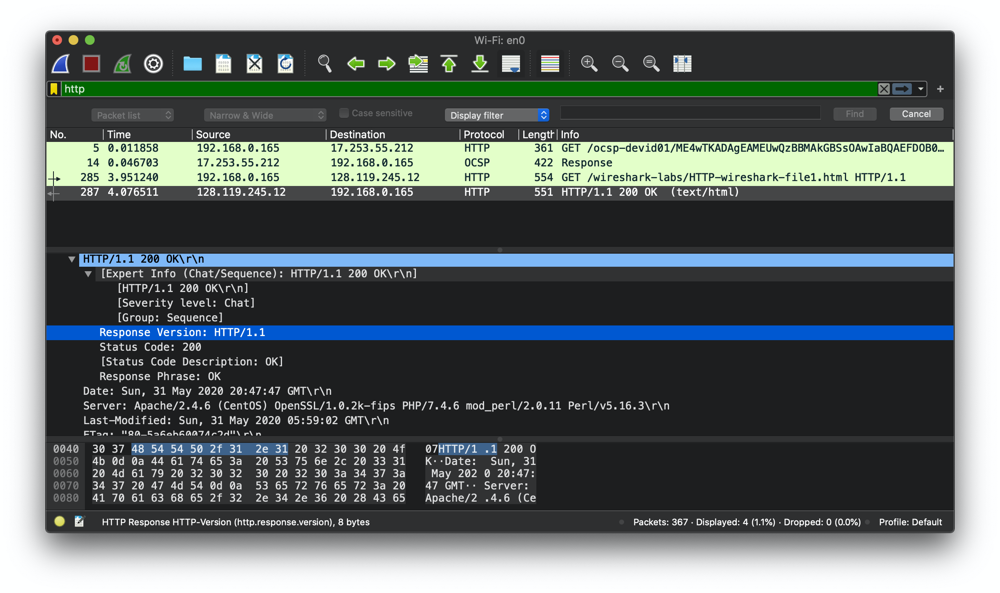 Wi-Fi: en0
http
Packet list Narrow & Wide Case sensitive Display filter Find Cancel
No. Time Source Destination Protocol Length Info
5 0.011858 192.168.0.165 17.253.55.212 HTTP 361 GET /ocsp-devid01/ME4wTKADAgEAMEUwQzBBMAkGBSsOAwIaBQAEFDOB0…
14 0.046703 17.253.55.212 192.168.0.165 OCSP 422 Response
285 3.951240 192.168.0.165 128.119.245.12 HTTP 554 GET /wireshark-labs/HTTP-wireshark-file1.html HTTP/1.1
287 4.076511 128.119.245.12 192.168.0.165 HTTP 551 HTTP/1.1 200 OK  (text/html)
HTTP/1.1 200 OK\r\n
[Expert Info (Chat/Sequence): HTTP/1.1 200 OK\r\n]
[HTTP/1.1 200 OK\r\n]
[Severity level: Chat]
[Group: Sequence]
Response Version: HTTP/1.1
Status Code: 200
[Status Code Description: OK]
Response Phrase: OK
Date: Sun, 31 May 2020 20:47:47 GMT\r\n
Server: Apache/2.4.6 (CentOS) OpenSSL/1.0.2k-fips PHP/7.4.6 mod_perl/2.0.11 Perl/v5.16.3\r\n
Last-Modified: Sun, 31 May 2020 05:59:02 GMT\r\n
ETag: "80-5a6eb60074c2d"\r\n
0040 30 37 48 54 54 50 2f 31 2e 31 20 32 30 30 20 4f 07HTTP/1 .1 200 O
0050 4b 0d 0a 44 61 74 65 3a 20 53 75 6e 2c 20 33 31 K··Date: Sun, 31
0060 20 4d 61 79 20 32 30 32 30 20 32 30 3a 34 37 3a May 202 0 20:47:
0070 34 37 20 47 4d 54 0d 0a 53 65 72 76 65 72 3a 20 47 GMT·· Server:
0080 41 70 61 63 68 65 2f 32 2e 34 2e 36 20 28 43 65 Apache/2 .4.6 (Ce
HTTP Response HTTP-Version (http.response.version), 8 bytes Packets: 367 · Displayed: 4 (1.1%) · Dropped: 0 (0.0%) Profile: Default